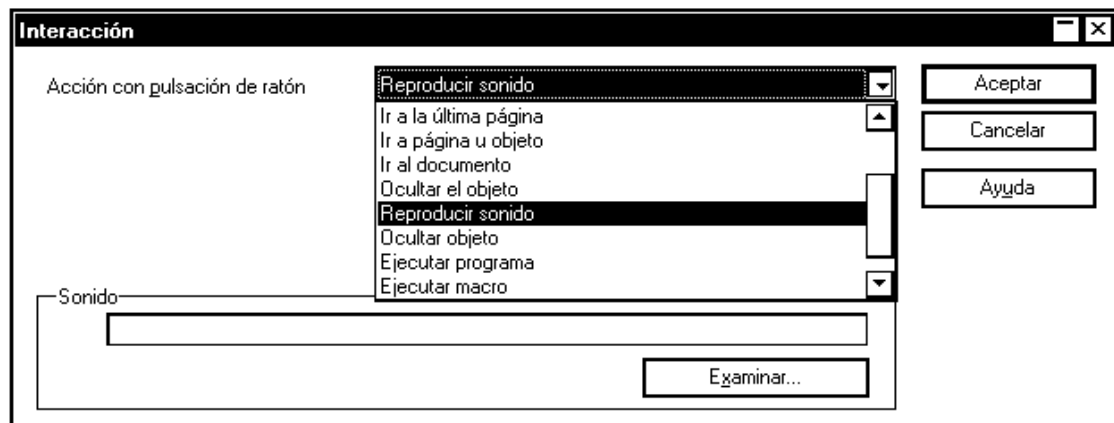 Interacción
Acción con pulsación de ratón
Reproducir sonido
Aceptar
Ir a la última página
Cancelar
Ir a página u objeto
Ir al documento
Ocultar el objeto
Ayuda
Reproducir sonido
Ocultar objeto
Ejecutar programa
Ejecutar macro
Sonido
Examinar...